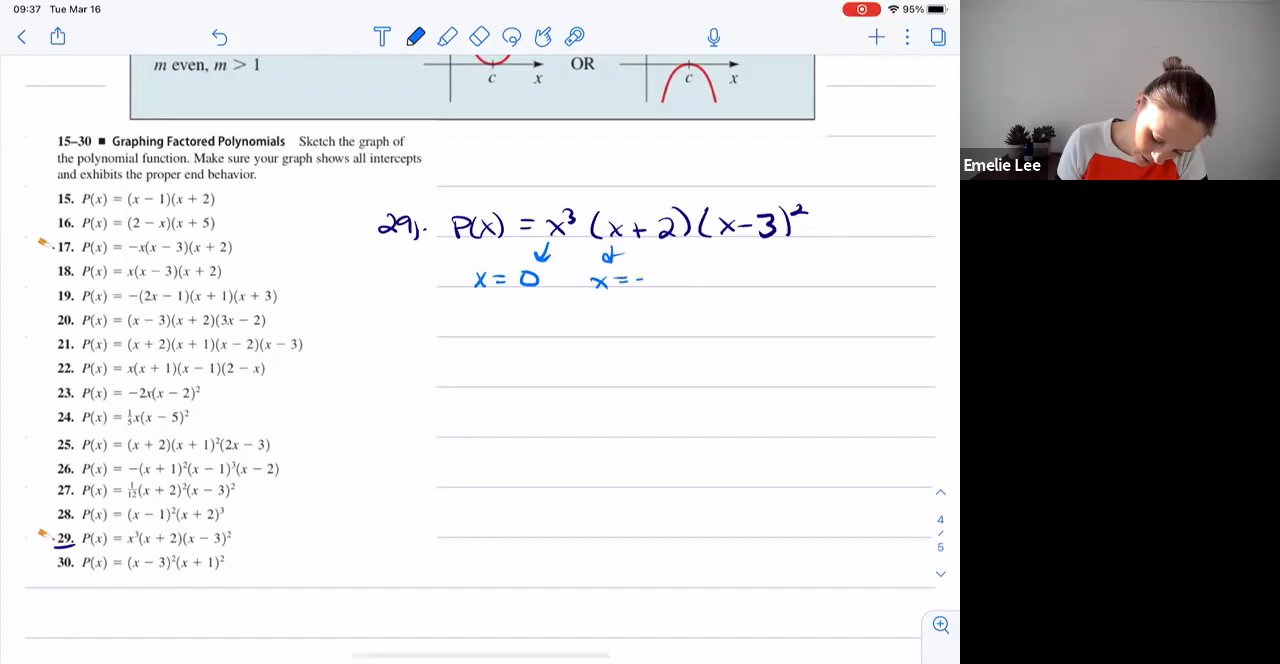 09:37 Tue Mar 16
95%
m even, m > 1
c x
OR
c x
15–30 ■ Graphing Factored Polynomials Sketch the graph of
the polynomial function. Make sure your graph shows all intercepts
and exhibits the proper end behavior.
15. P(x) = (x − 1)(x + 2)
16. P(x) = (2 − x)(x + 5)
17. P(x) = −x(x − 3)(x + 2)
18. P(x) = x(x − 3)(x + 2)
19. P(x) = −(2x − 1)(x + 1)(x + 3)
20. P(x) = (x − 3)(x + 2)(3x − 2)
21. P(x) = (x + 2)(x + 1)(x − 2)(x − 3)
22. P(x) = x(x + 1)(x − 1)(2 − x)
23. P(x) = −2x(x − 2)²
24. P(x) = 1/5x(x − 5)²
25. P(x) = (x + 2)(x + 1)²(2x − 3)
26. P(x) = −(x + 1)²(x − 1)³(x − 2)
27. P(x) = 1/12(x + 2)²(x − 3)²
28. P(x) = (x − 1)²(x + 2)³
29. P(x) = x³(x + 2)(x − 3)²
30. P(x) = (x − 3)²(x + 1)²
29). P(x) = x³ (x + 2)(x − 3)²
x = 0 x = -
4
/
5
Emelie Lee